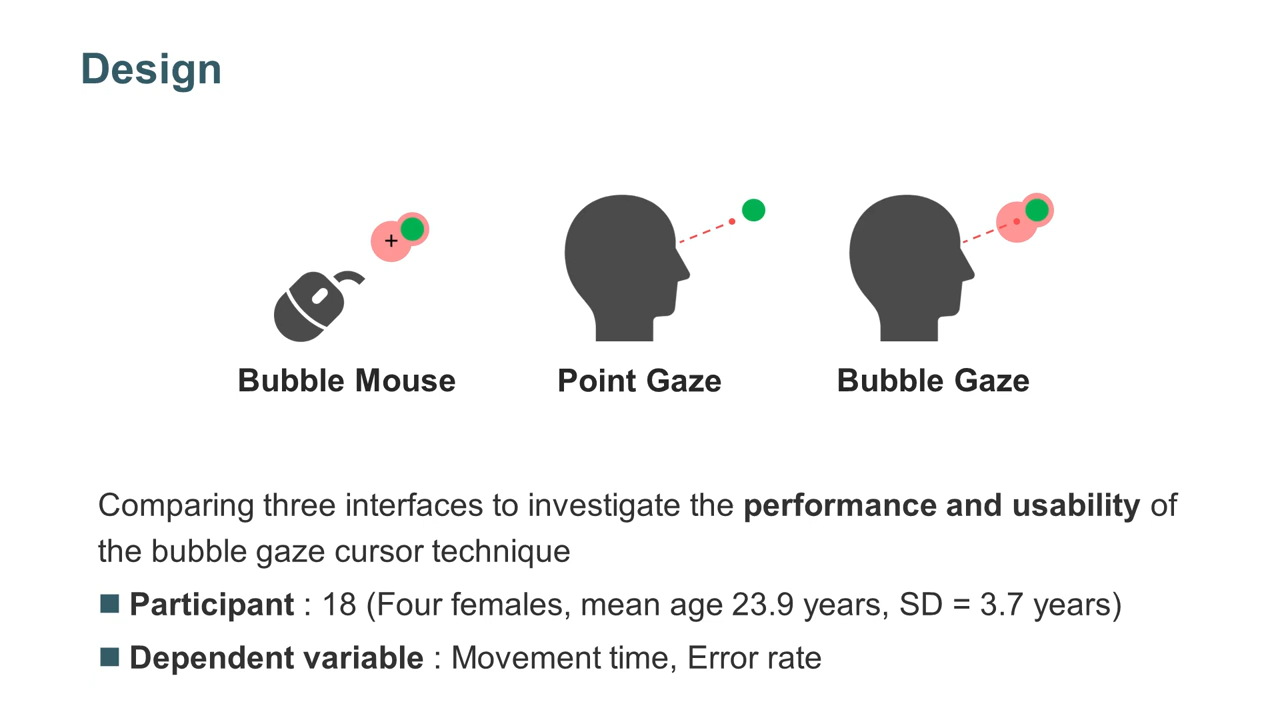 Design
Bubble Mouse
Point Gaze
Bubble Gaze
Comparing three interfaces to investigate the performance and usability of
the bubble gaze cursor technique
Participant : 18 (Four females, mean age 23.9 years, SD = 3.7 years)
Dependent variable : Movement time, Error rate